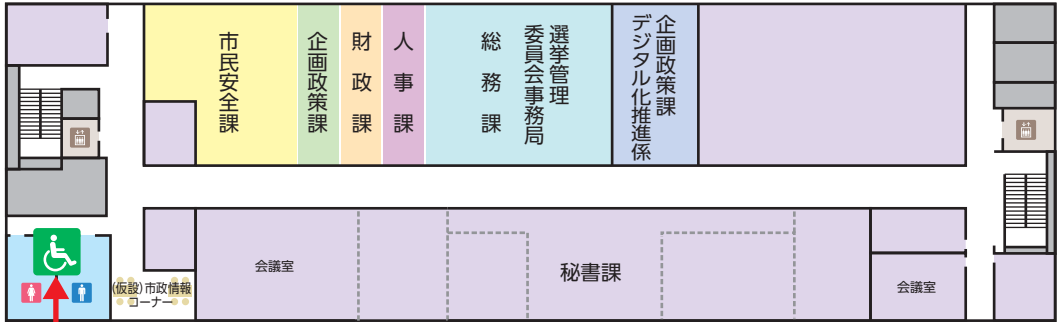 市民安全課
企画政策課
財政課
人事課
総務課
選挙管理
委員会事務局
企画政策課
デジタル化推進係
会議室
秘書課
会議室
(仮設)市政情報
コーナー